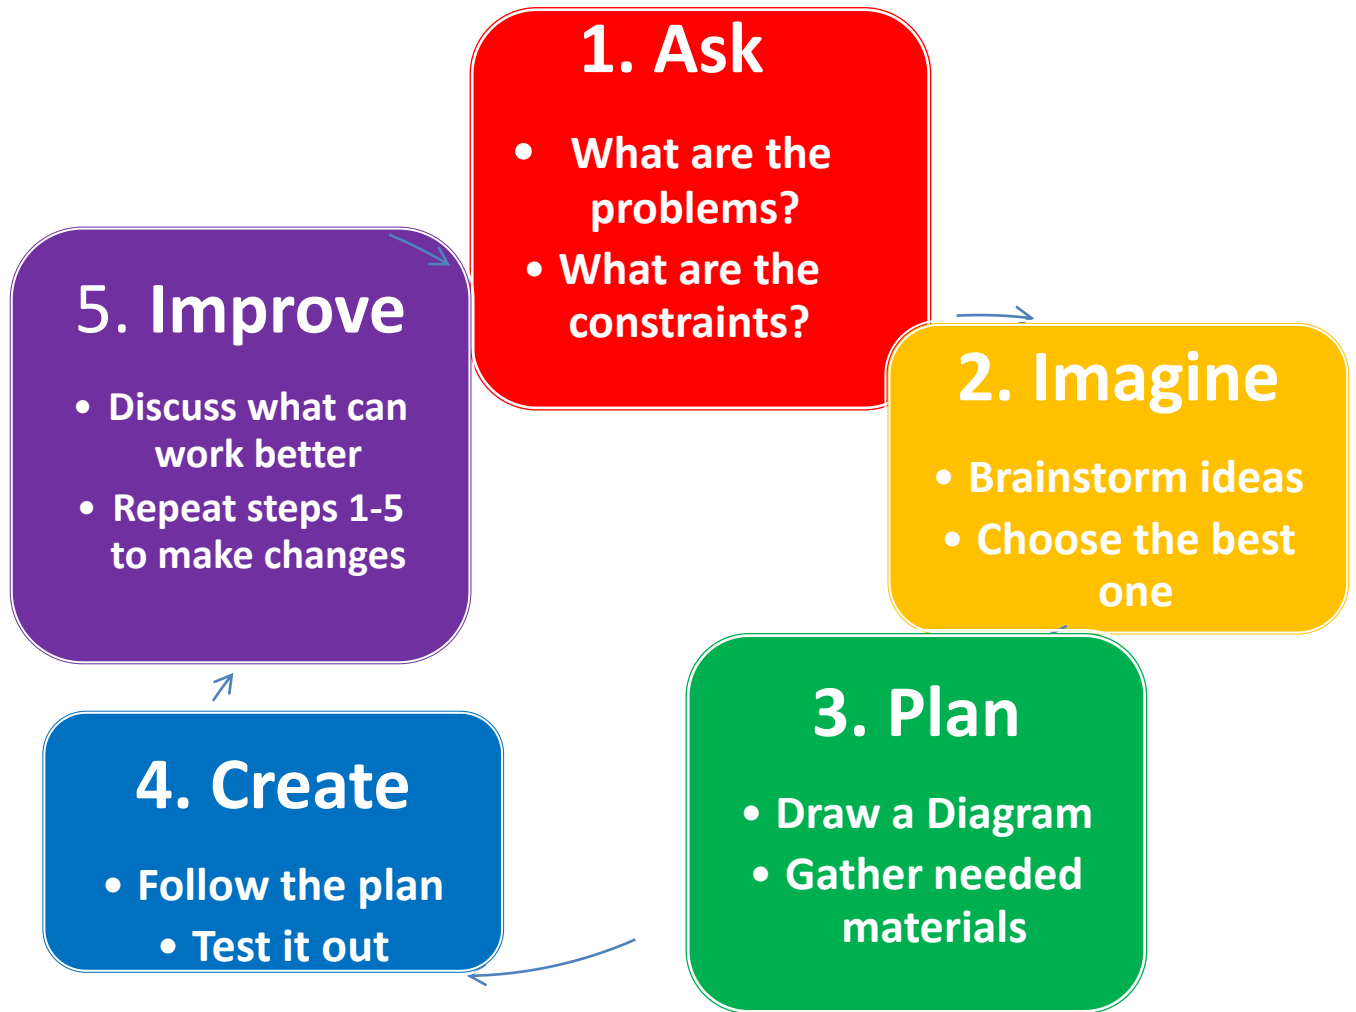 1. Ask
• What are the
problems?
• What are the
constraints?
2. Imagine
• Brainstorm ideas
• Choose the best
one
3. Plan
• Draw a Diagram
• Gather needed
materials
4. Create
• Follow the plan
• Test it out
5. Improve
• Discuss what can
work better
• Repeat steps 1-5
to make changes